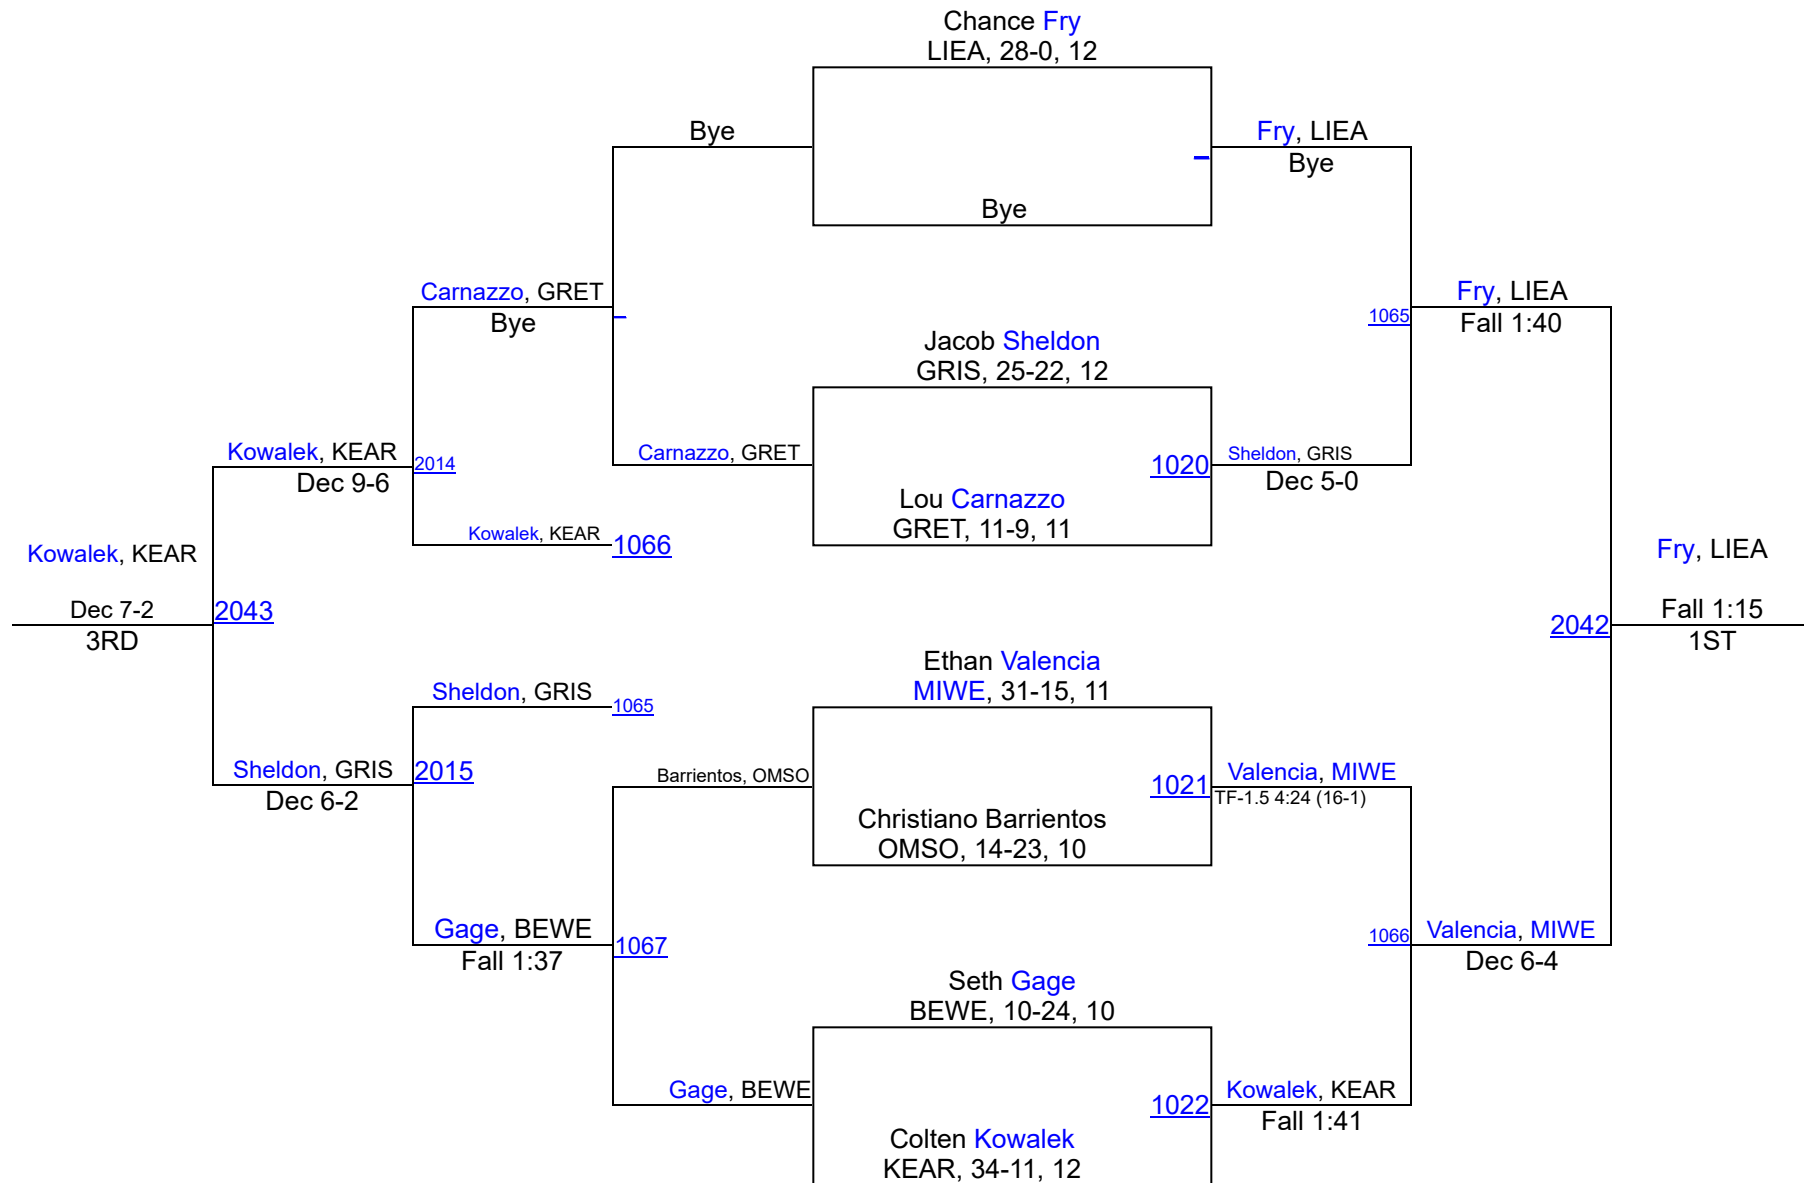 Chance Fry
LIEA, 28-0, 12
Bye
Fry, LIEA
Bye
Bye
Carnazzo, GRET
Bye
Fry, LIEA
1065
Fall 1:40
Jacob Sheldon
GRIS, 25-22, 12
Kowalek, KEAR
2014
Dec 9-6
Carnazzo, GRET
1020
Sheldon, GRIS
Dec 5-0
Lou Carnazzo
GRET, 11-9, 11
Kowalek, KEAR
1066
Kowalek, KEAR
Fry, LIEA
Dec 7-2
2043
3RD
Fall 1:15
2042
1ST
Ethan Valencia
MIWE, 31-15, 11
Sheldon, GRIS
1065
Sheldon, GRIS
2015
Dec 6-2
Barrientos, OMSO
1021
Valencia, MIWE
TF-1.5 4:24 (16-1)
Christiano Barrientos
OMSO, 14-23, 10
Gage, BEWE
1067
Fall 1:37
1066
Valencia, MIWE
Dec 6-4
Seth Gage
BEWE, 10-24, 10
Gage, BEWE
1022
Kowalek, KEAR
Fall 1:41
Colten Kowalek
KEAR, 34-11, 12